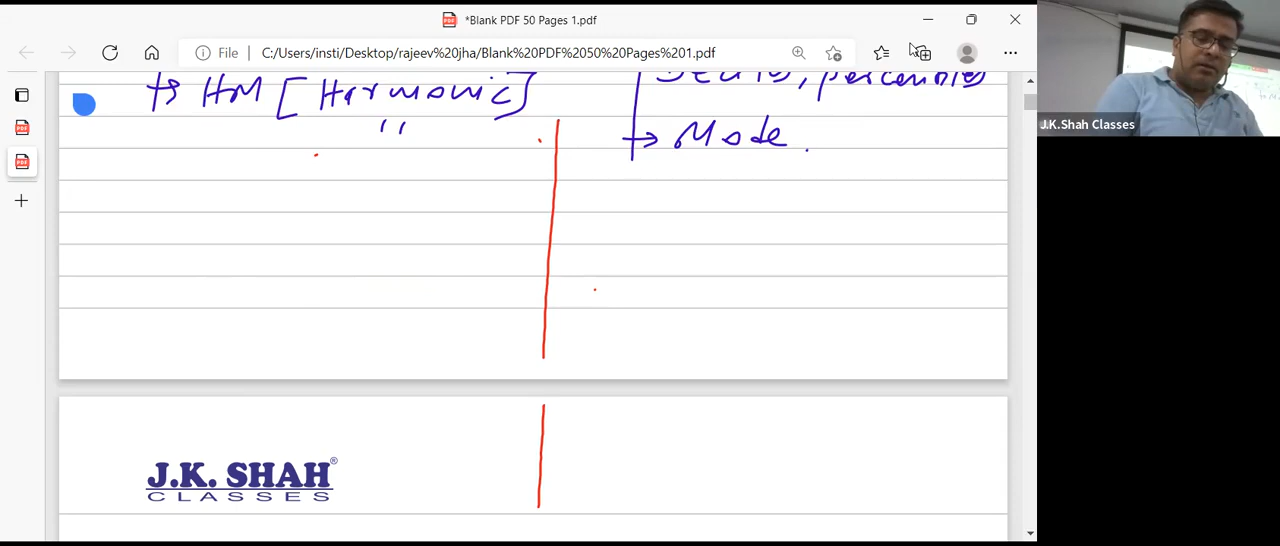 *Blank PDF 50 Pages 1.pdf
File
C:/Users/insti/Desktop/rajeev%20jha/Blank%20PDF%2050%20Pages%201.pdf
J.K.Shah Classes
→ HM [Harmonic]
"
percentiles
→ Mode.
J.K. SHAH®
CLASSES